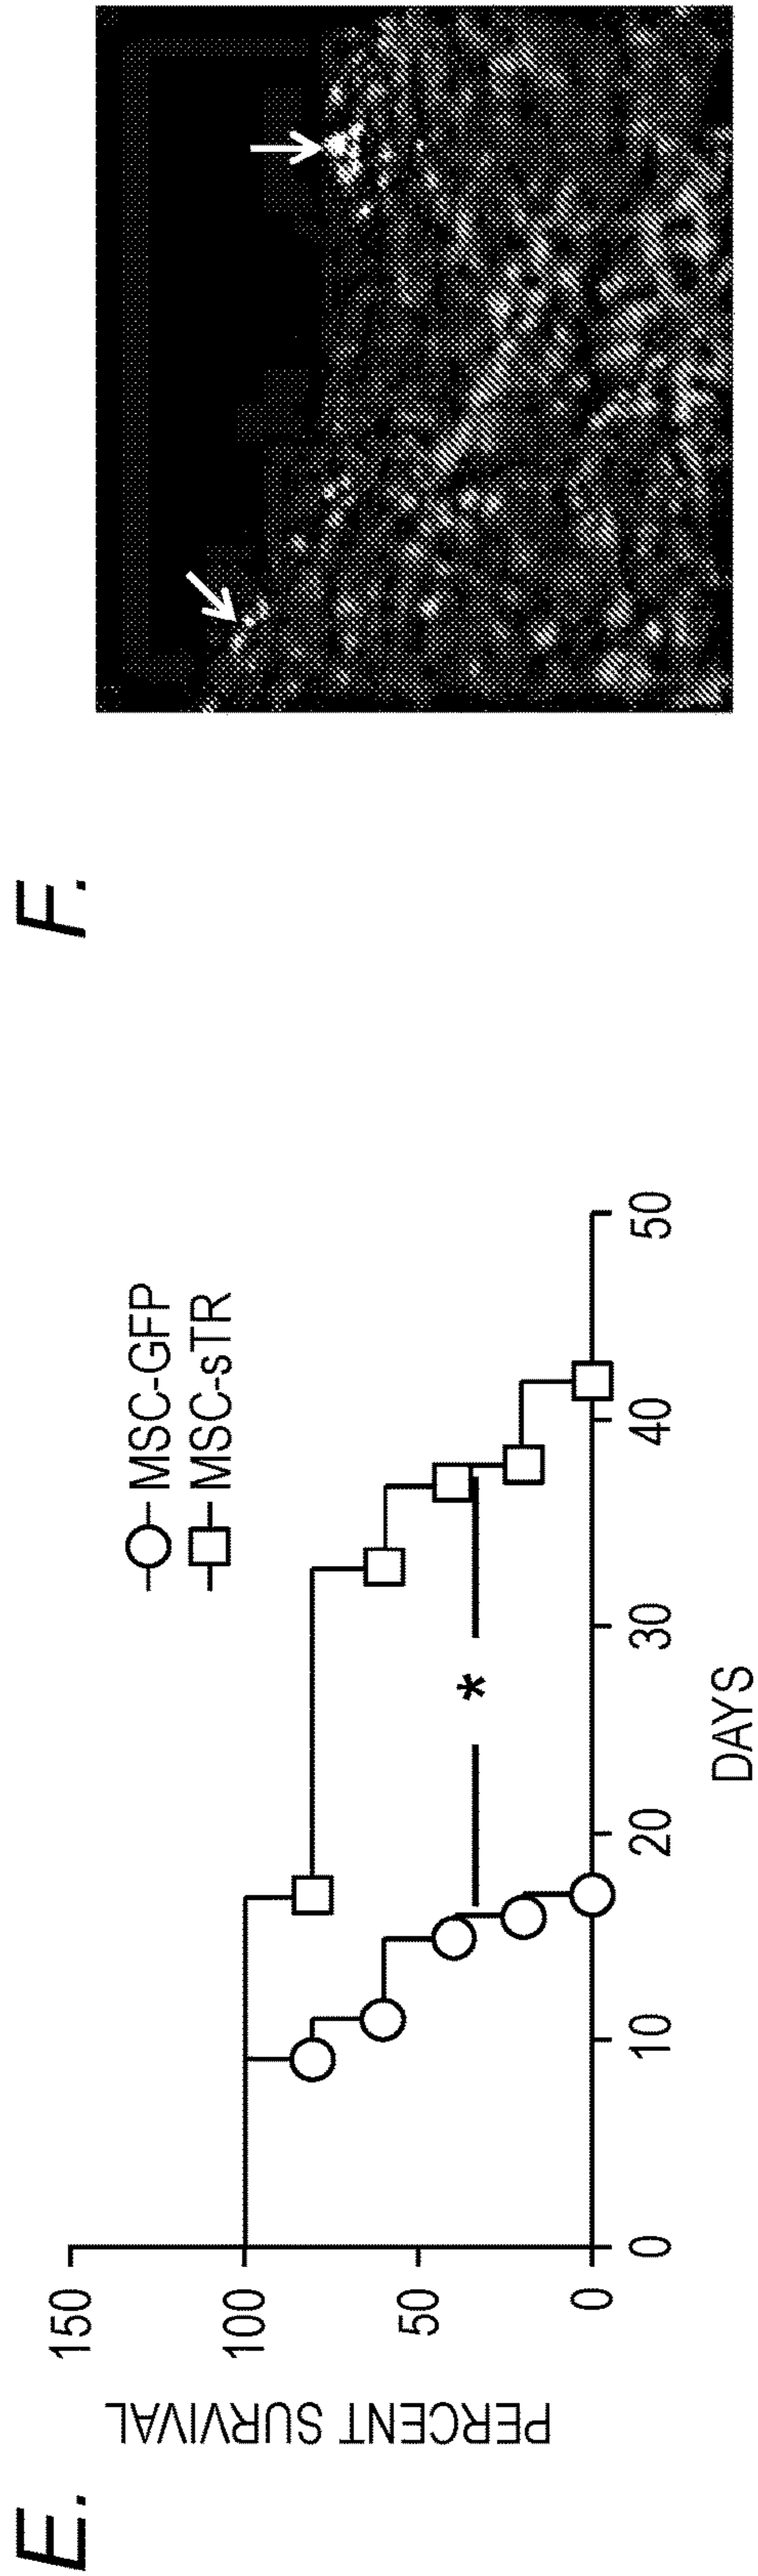 E.
PERCENT SURVIVAL
150
100
50
0
0 10 20 30 40 50
DAYS
MSC-GFP
MSC-sTR
*
F.